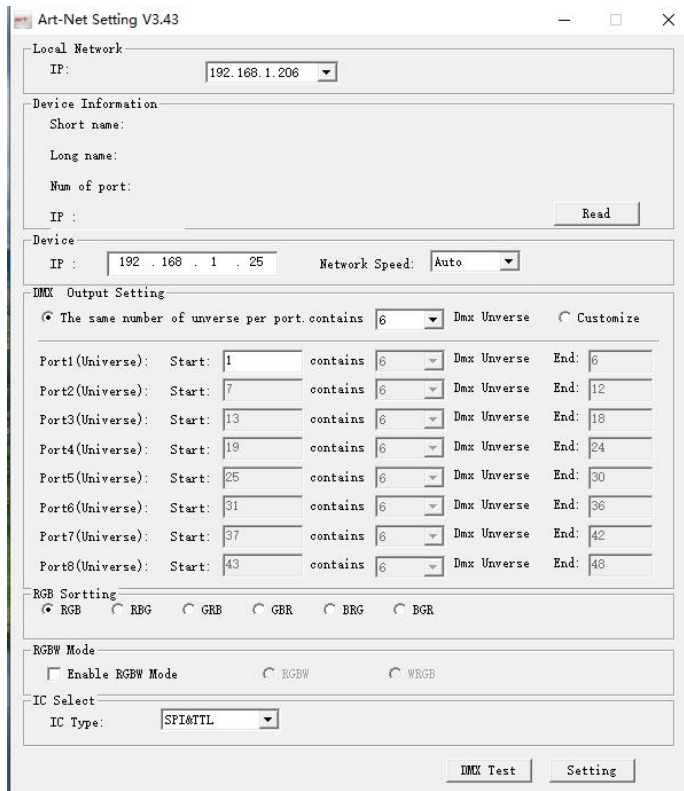 Art-Net Setting V3.43
Local Network
IP: 192.168.1.206
Device Information
Short name:
Long name:
Num of port:
IP :
Read
Device
IP : 192 . 168 . 1 . 25 Network Speed: Auto
DMX Output Setting
The same number of unverse per port.contains 6 Dmx Unverse Customize
Port1(Universe): Start: 1 contains 6 Dmx Unverse End: 6
Port2(Universe): Start: 7 contains 6 Dmx Unverse End: 12
Port3(Universe): Start: 13 contains 6 Dmx Unverse End: 18
Port4(Universe): Start: 19 contains 6 Dmx Unverse End: 24
Port5(Universe): Start: 25 contains 6 Dmx Unverse End: 30
Port6(Universe): Start: 31 contains 6 Dmx Unverse End: 36
Port7(Universe): Start: 37 contains 6 Dmx Unverse End: 42
Port8(Universe): Start: 43 contains 6 Dmx Unverse End: 48
RGB Sortting
RGB RBG GRB GBR BRG BGR
RGBW Mode
Enable RGBW Mode RGBW WRGB
IC Select
IC Type: SPI&TTL
DMX Test Setting